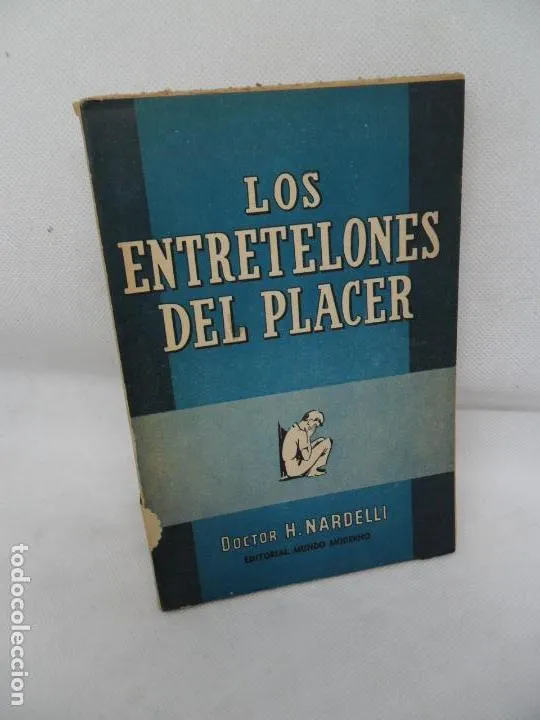 LOS
ENTRETELONES
DEL PLACER
DOCTOR H. NARDELLI
EDITORIAL MUNDO MODERNO
todocoleccion